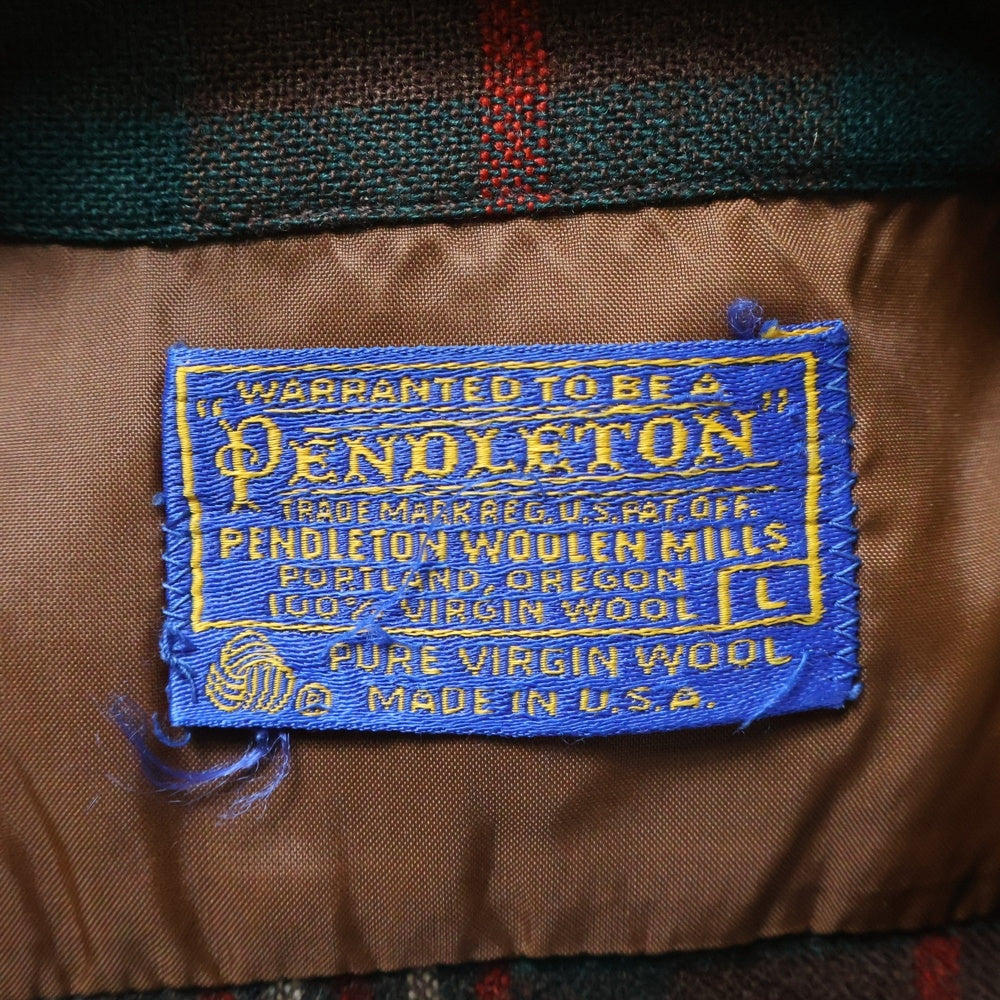 WARRANTED TO BE A
"PENDLETON"
TRADE MARK REG. U.S. PAT. OFF.
PENDLETON WOOLEN MILLS
PORTLAND, OREGON
100% VIRGIN WOOL L
PURE VIRGIN WOOL
MADE IN U.S.A.